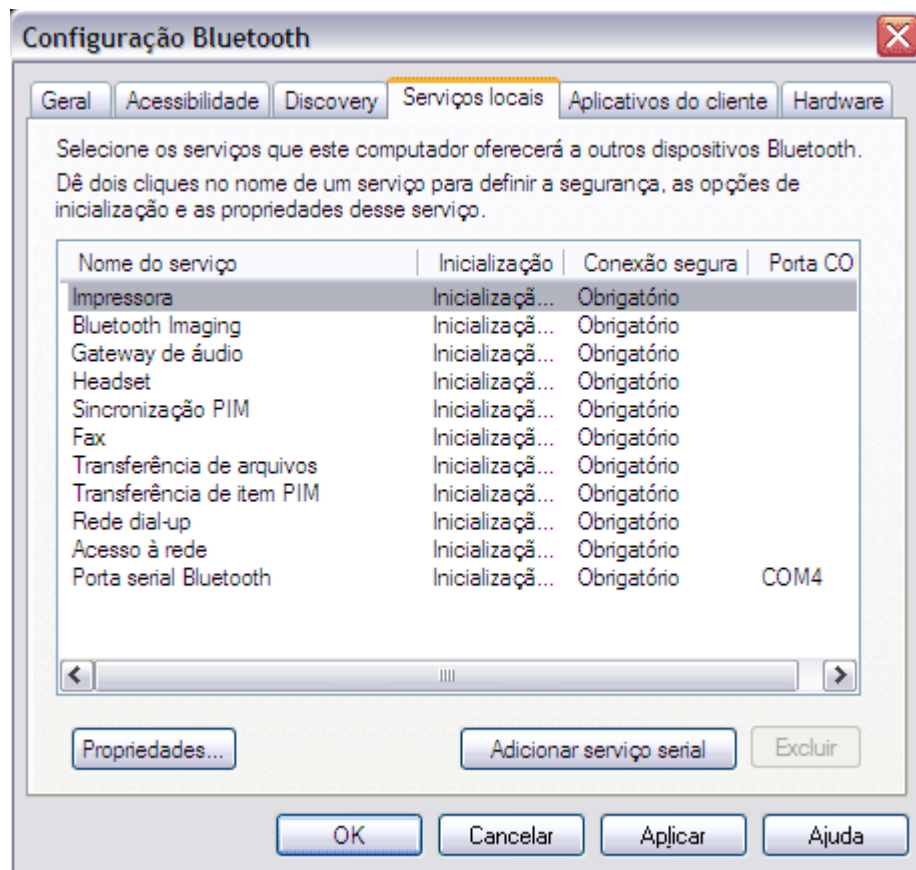 Configuração Bluetooth
Geral Acessibilidade Discovery Serviços locais Aplicativos do cliente Hardware
Selecione os serviços que este computador oferecerá a outros dispositivos Bluetooth.
Dê dois cliques no nome de um serviço para definir a segurança, as opções de
inicialização e as propriedades desse serviço.
Nome do serviço Inicialização Conexão segura Porta CO
Impressora Inicializaçã... Obrigatório
Bluetooth Imaging Inicializaçã... Obrigatório
Gateway de áudio Inicializaçã... Obrigatório
Headset Inicializaçã... Obrigatório
Sincronização PIM Inicializaçã... Obrigatório
Fax Inicializaçã... Obrigatório
Transferência de arquivos Inicializaçã... Obrigatório
Transferência de item PIM Inicializaçã... Obrigatório
Rede dial-up Inicializaçã... Obrigatório
Acesso à rede Inicializaçã... Obrigatório
Porta serial Bluetooth Inicializaçã... Obrigatório COM4
Propriedades... Adicionar serviço serial Excluir
OK Cancelar Aplicar Ajuda